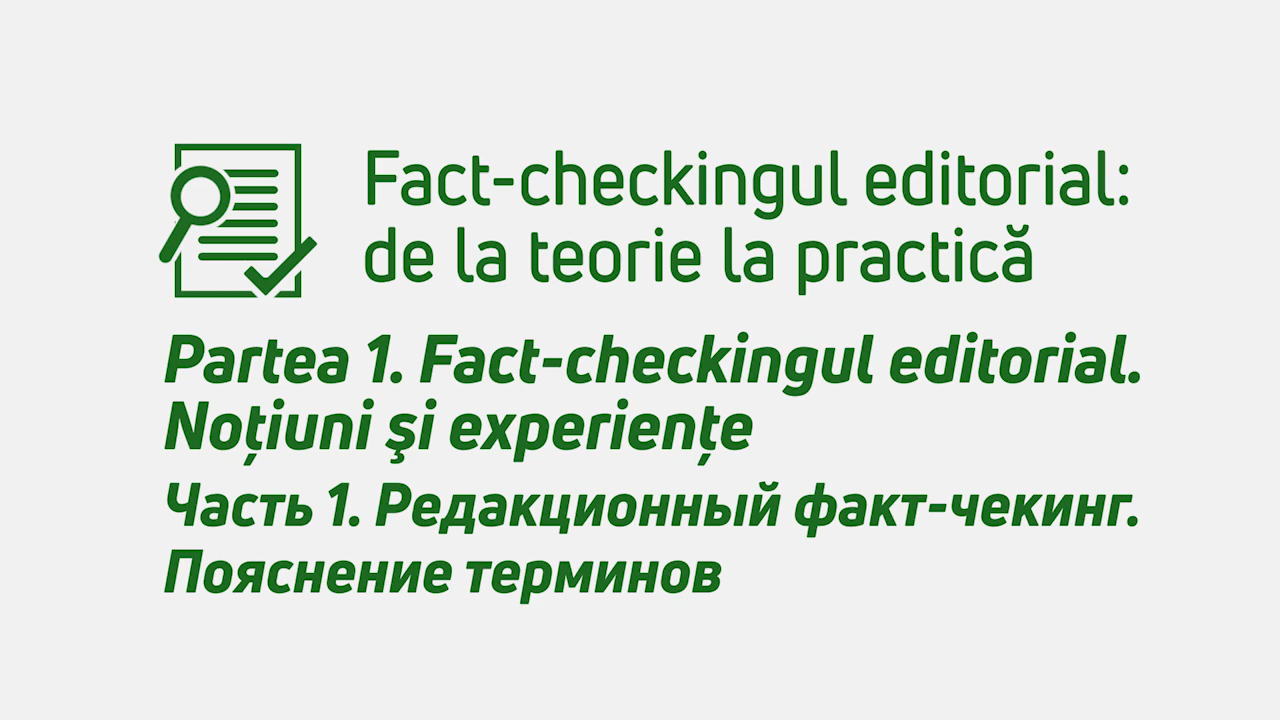 Fact-checkingul editorial:
de la teorie la practică
Partea 1. Fact-checkingul editorial.
Noțiuni şi experiențe
Часть 1. Редакционный факт-чекинг.
Пояснение терминов